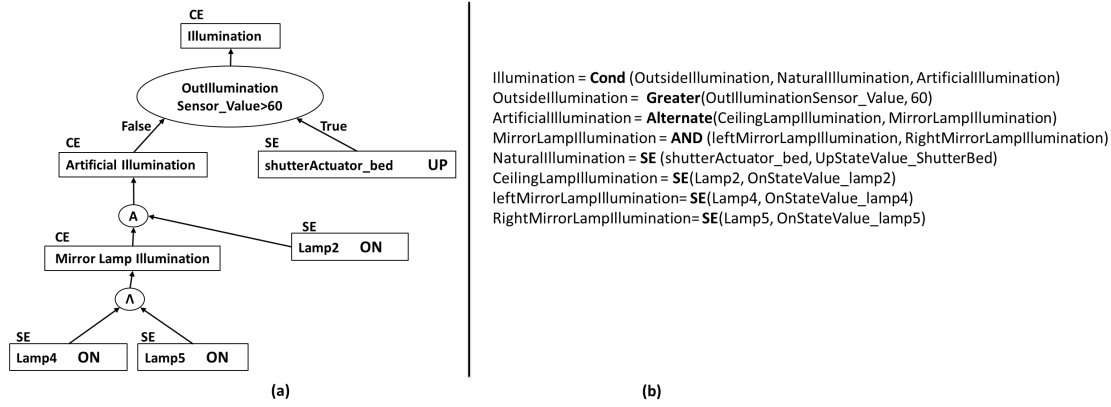 CE
Illumination
OutIllumination
Sensor_Value>60
False
True
CE
Artificial Illumination
SE
shutterActuator_bed UP
A
SE
Lamp2 ON
CE
Mirror Lamp Illumination
Λ
SE
Lamp4 ON
SE
Lamp5 ON
(a)
Illumination = Cond (OutsideIllumination, NaturalIllumination, ArtificialIllumination)
OutsideIllumination = Greater(OutIlluminationSensor_Value, 60)
ArtificialIllumination = Alternate(CeilingLampIllumination, MirrorLampIllumination)
MirrorLampIllumination = AND (leftMirrorLampIllumination, RightMirrorLampIllumination)
NaturalIllumination = SE (shutterActuator_bed, UpStateValue_ShutterBed)
CeilingLampIllumination = SE(Lamp2, OnStateValue_lamp2)
leftMirrorLampIllumination= SE(Lamp4, OnStateValue_lamp4)
RightMirrorLampIllumination= SE(Lamp5, OnStateValue_lamp5)
(b)